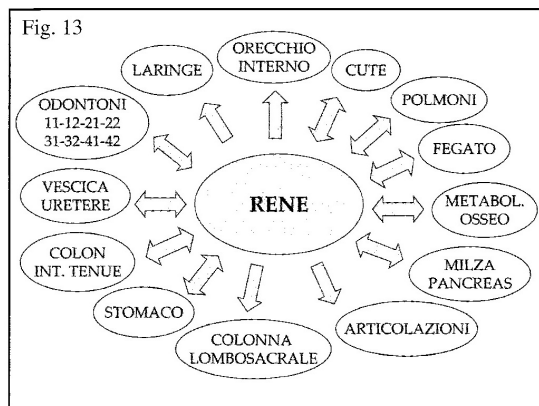 Fig. 13
ORECCHIO
INTERNO
LARINGE
CUTE
POLMONI
ODONTONI
11-12-21-22
31-32-41-42
FEGATO
VESCICA
URETERE
RENE
METABOL.
OSSEO
COLON
INT. TENUE
MILZA
PANCREAS
STOMACO
ARTICOLAZIONI
COLONNA
LOMBOSACRALE